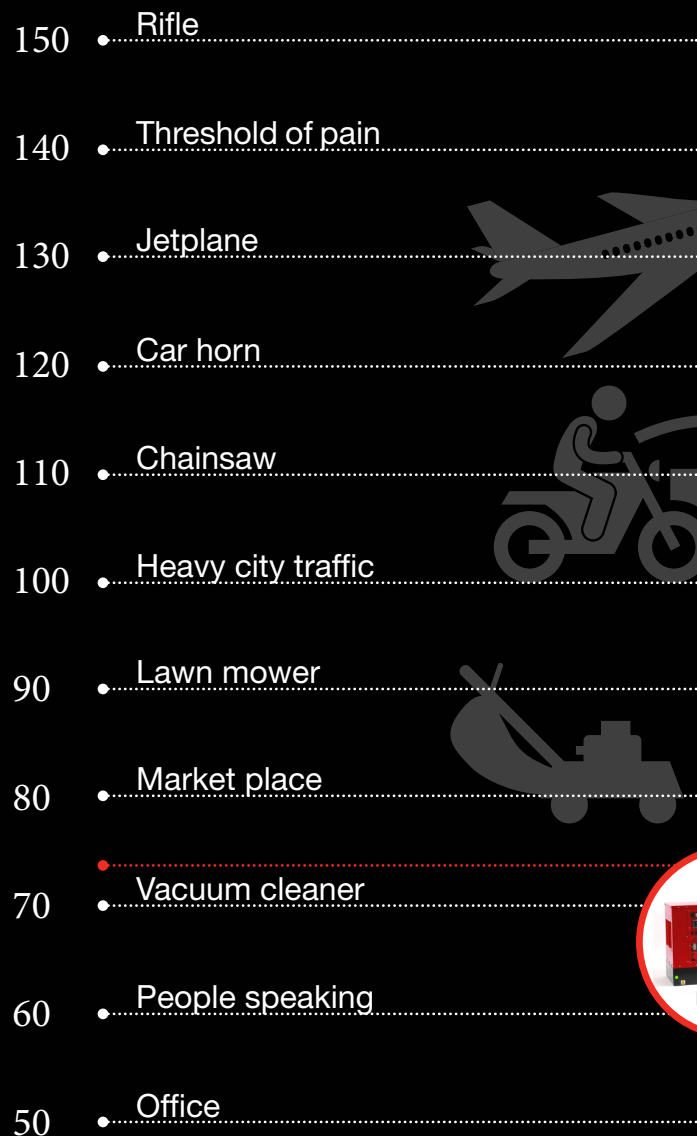 150 Rifle
140 Threshold of pain
130 Jetplane
120 Car horn
110 Chainsaw
100 Heavy city traffic
90 Lawn mower
80 Market place
70 Vacuum cleaner
60 People speaking
50 Office